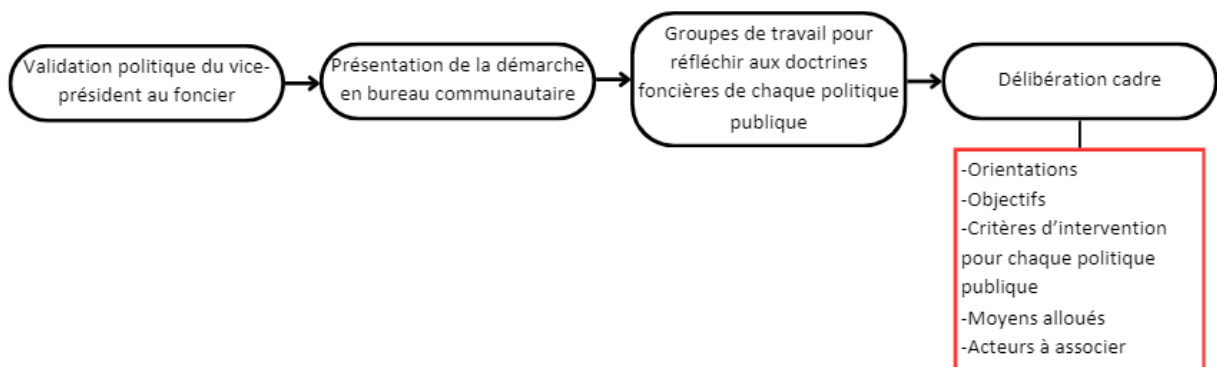 Validation politique du vice-
président au foncier
Présentation de la démarche
en bureau communautaire
Groupes de travail pour
réfléchir aux doctrines
foncières de chaque politique
publique
Délibération cadre
-Orientations
-Objectifs
-Critères d’intervention
pour chaque politique
publique
-Moyens alloués
-Acteurs à associer